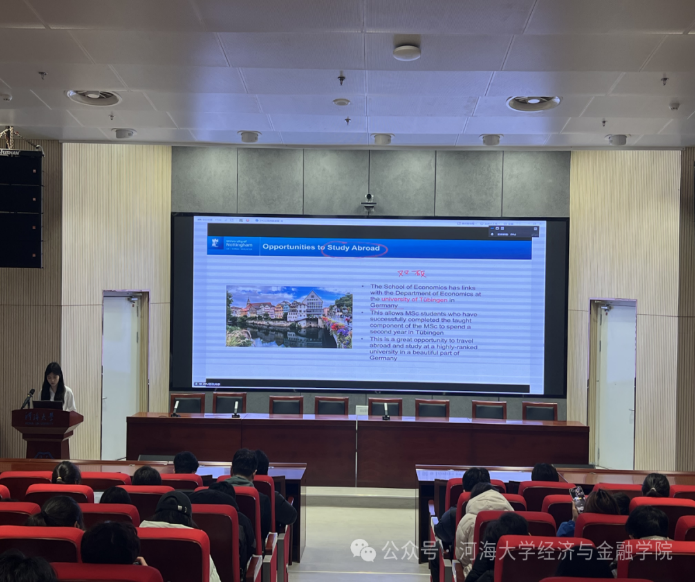 Nottingham
Opportunities to Study Abroad
The School of Economics has links
with the Department of Economics at
the university of Tübingen in
Germany
This allows MSc students who have
successfully completed the taught
component of the MSc to spend a
second year in Tübingen
This is a great opportunity to travel
abroad and study at a highly-ranked
university in a beautiful part of
Germany
公众号·河海大学经济与金融学院